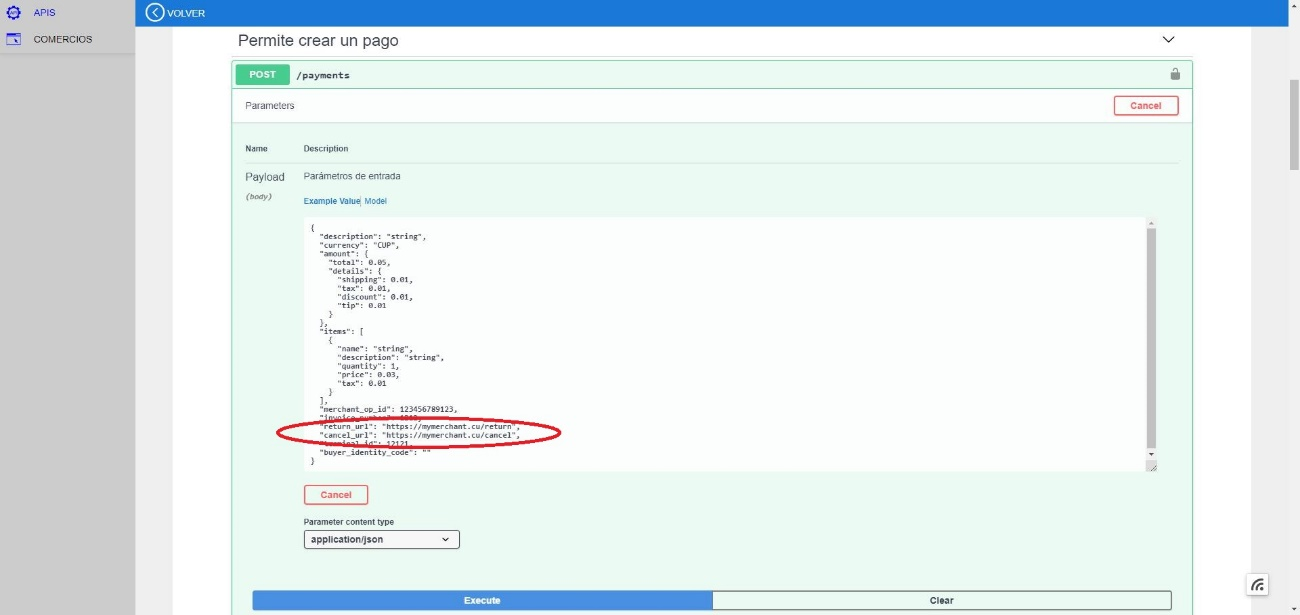 APIS
VOLVER
COMERCIOS
Permite crear un pago
POST /payments
Parameters Cancel
Name Description
Payload Parámetros de entrada
(body)
Example Value Model
{
"description": "string",
"currency": "CUP",
"amount": {
"total": 0.05,
"details": {
"shipping": 0.01,
"tax": 0.01,
"discount": 0.01,
"tip": 0.01
}
},
"items": [
{
"name": "string",
"description": "string",
"quantity": 1,
"price": 0.03,
"tax": 0.01
}
],
"merchant_op_id": 123456789123,
"invoice_number":
"return_url": "https://mymerchant.cu/return",
"cancel_url": "https://mymerchant.cu/cancel",
"terminal_id": 12121,
"buyer_identity_code": ""
}
Cancel
Parameter content type
application/json
Execute Clear